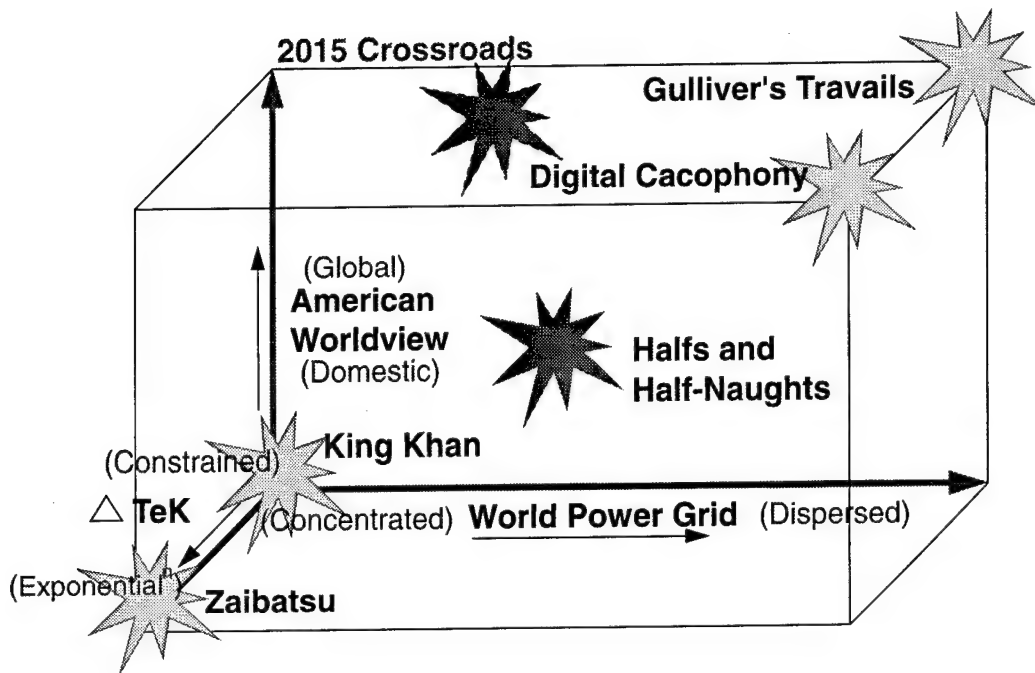 2015 Crossroads
Gulliver's Travails
Digital Cacophony
(Global)
American
Worldview
(Domestic)
Halfs and
Half-Naughts
King Khan
(Constrained)
△ TeK
(Concentrated) World Power Grid (Dispersed)
(Exponentialⁿ)
Zaibatsu